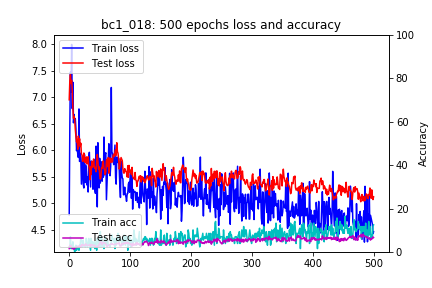 bc1_018: 500 epochs loss and accuracy
8.0
7.5
7.0
6.5
6.0
5.5
5.0
4.5
Loss
Train loss
Test loss
Train acc
Test acc
100
80
60
40
20
0
Accuracy
0 100 200 300 400 500